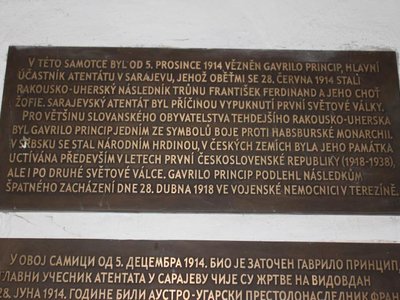 V TÉTO SAMOTCE BYL OD 5. PROSINCE 1914 VĚZNĚN GAVRILO PRINCIP, HLAVNÍ
ÚČASTNÍK ATENTÁTU V SARAJEVU, JEHOŽ OBĚŤMI SE 28. ČERVNA 1914 STALI
RAKOUSKO-UHERSKÝ NÁSLEDNÍK TRŮNU FRANTIŠEK FERDINAND A JEHO CHOŤ
ŽOFIE. SARAJEVSKÝ ATENTÁT BYL PŘÍČINOU VYPUKNUTÍ PRVNÍ SVĚTOVÉ VÁLKY.
PRO VĚTŠINU SLOVANSKÉHO OBYVATELSTVA TEHDEJŠÍHO RAKOUSKO-UHERSKA
BYL GAVRILO PRINCIP JEDNÍM ZE SYMBOLŮ BOJE PROTI HABSBURSKÉ MONARCHII.
V SRBSKU SE STAL NÁRODNÍM HRDINOU, V ČESKÝCH ZEMÍCH BYLA JEHO PAMÁTKA
UCTÍVÁNA PŘEDEVŠÍM V LETECH PRVNÍ ČESKOSLOVENSKÉ REPUBLIKY (1918-1938),
ALE I PO DRUHÉ SVĚTOVÉ VÁLCE. GAVRILO PRINCIP PODLEHL NÁSLEDKŮM
ŠPATNÉHO ZACHÁZENÍ DNE 28. DUBNA 1918 VE VOJENSKÉ NEMOCNICI V TEREZÍNĚ.
У ОВОЈ САМИЦИ ОД 5. ДЕЦЕМБРА 1914. БИО ЈЕ ЗАТОЧЕН ГАВРИЛО ПРИНЦИП,
ГЛАВНИ УЧЕСНИК АТЕНТАТА У САРАЈЕВУ ЧИЈЕ СУ ЖРТВЕ НА ВИДОВДАН
28. ЈУНА 1914. ГОДИНЕ БИЛИ АУСТРО-УГАРСКИ ПРЕСТОЛОНАСЛЕДНИК ФРАН